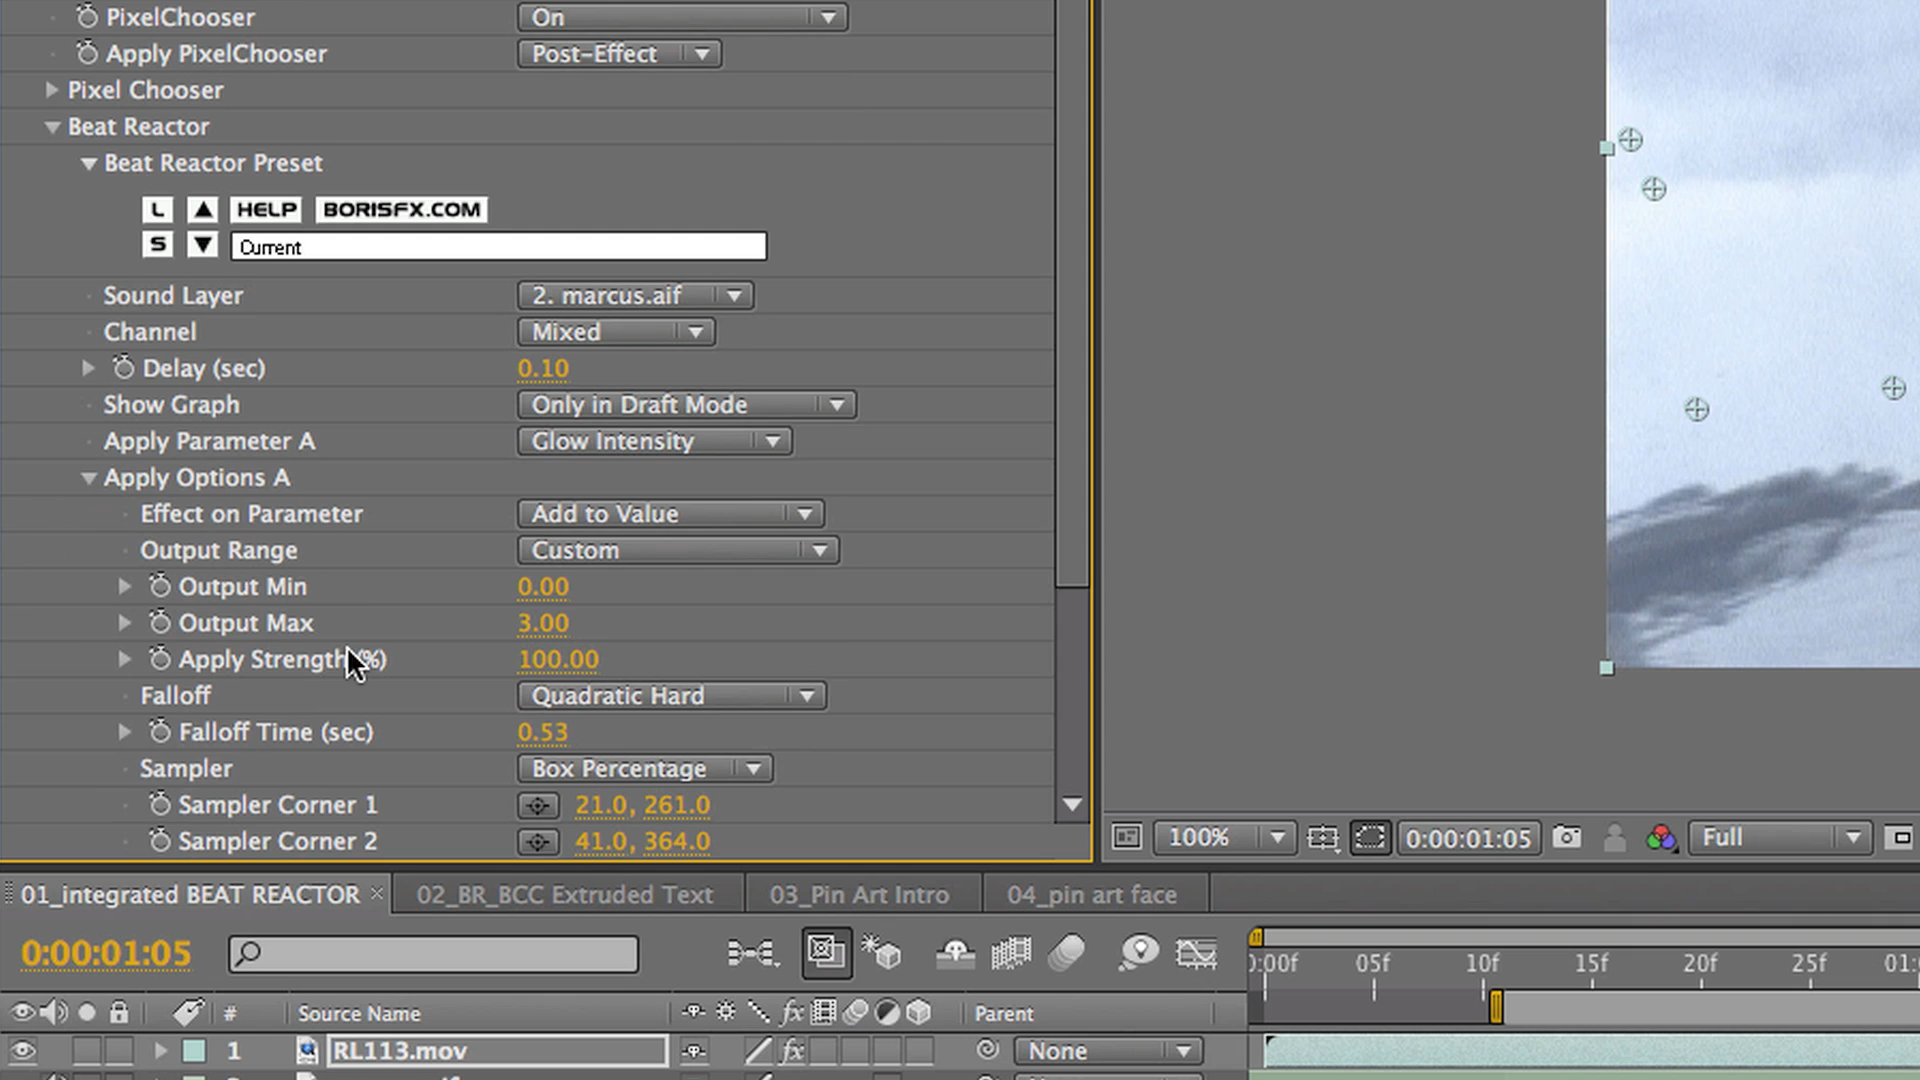 PixelChooser On
Apply PixelChooser Post-Effect
Pixel Chooser
Beat Reactor
Beat Reactor Preset
L HELP BORISFX.COM
S Current
Sound Layer 2. marcus.aif
Channel Mixed
Delay (sec) 0.10
Show Graph Only in Draft Mode
Apply Parameter A Glow Intensity
Apply Options A
Effect on Parameter Add to Value
Output Range Custom
Output Min 0.00
Output Max 3.00
Apply Strength (%) 100.00
Falloff Quadratic Hard
Falloff Time (sec) 0.53
Sampler Box Percentage
Sampler Corner 1 21.0, 261.0
Sampler Corner 2 41.0, 364.0
100% 0:00:01:05 Full
01_integrated BEAT REACTOR × 02_BR_BCC Extruded Text 03_Pin Art Intro 04_pin art face
0:00:01:05
:00f 05f 10f 15f 20f 25f 01:
# Source Name fx Parent
1 RL113.mov fx None